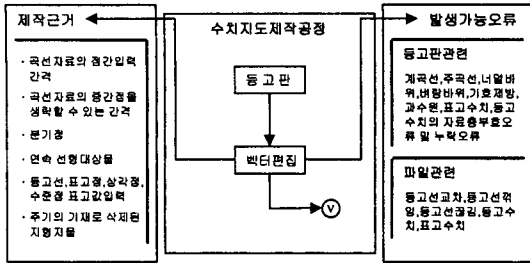 제작근거
· 곡선자료의 점간입력
간격
· 곡선자료의 중간점을
생략할 수 있는 간격
· 분기점
· 연속 선형대상물
· 등고선,표고점,삼각점,
수준점 표고값입력
· 주기의 기재로 삭제된
지형지물
수치지도제작공정
등고판
벡터편집
V
발생가능오류
등고판관련
계곡선,주곡선,너덜바
위,벼랑바위,기호제방,
과수원,표고수치,등고
수치의 자료층부호오
류 및 누락오류
파일관련
등고선교차,등고선꺾
임,등고선끊김,등고수
치,표고수치